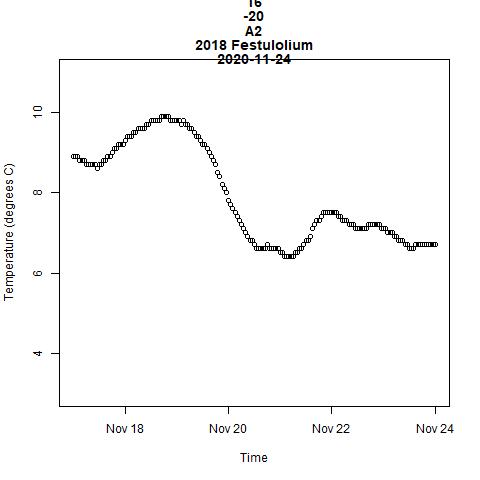 16
-20
A2
2018 Festulolium
2020-11-24
10
8
6
4
Temperature (degrees C)
Nov 18 Nov 20 Nov 22 Nov 24
Time